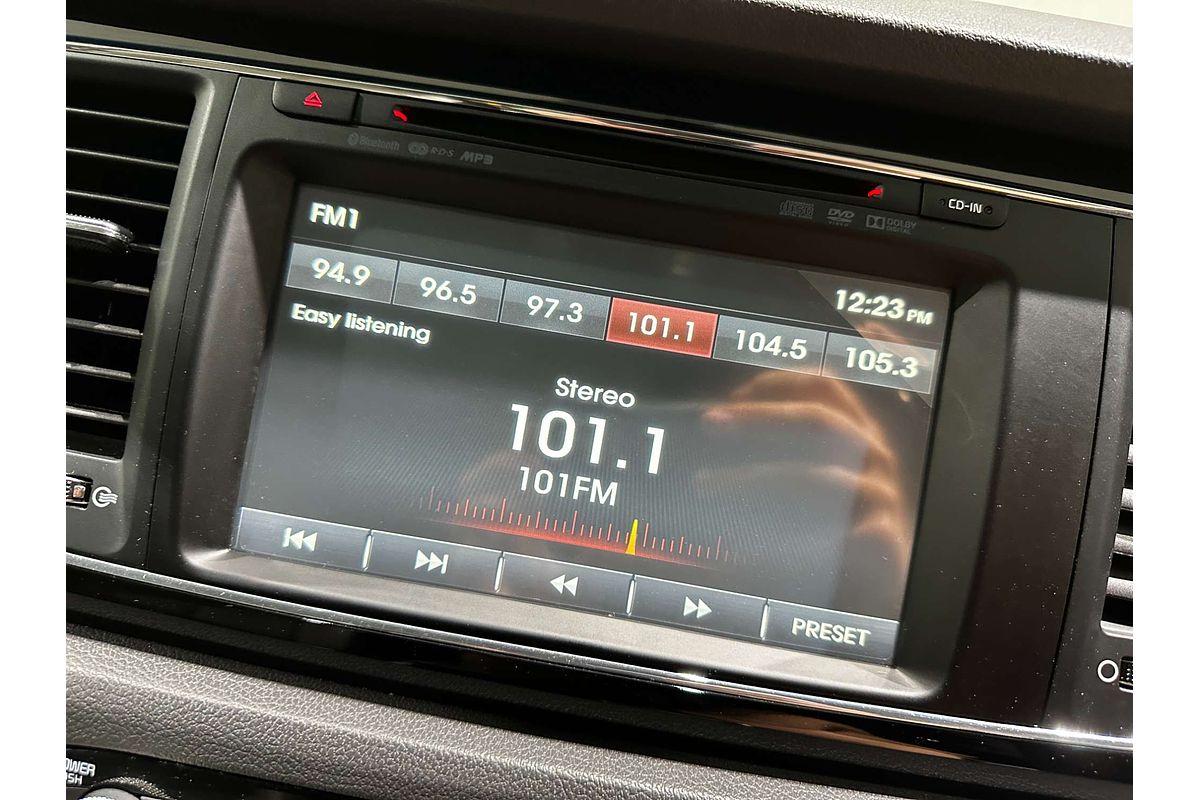 Bluetooth R·D·S MP3
DVD VIDEO DOLBY DIGITAL
CD-IN
FM1
12:23 PM
94.9 96.5 97.3 101.1 104.5 105.3
Easy listening
Stereo
101.1
101FM
PRESET